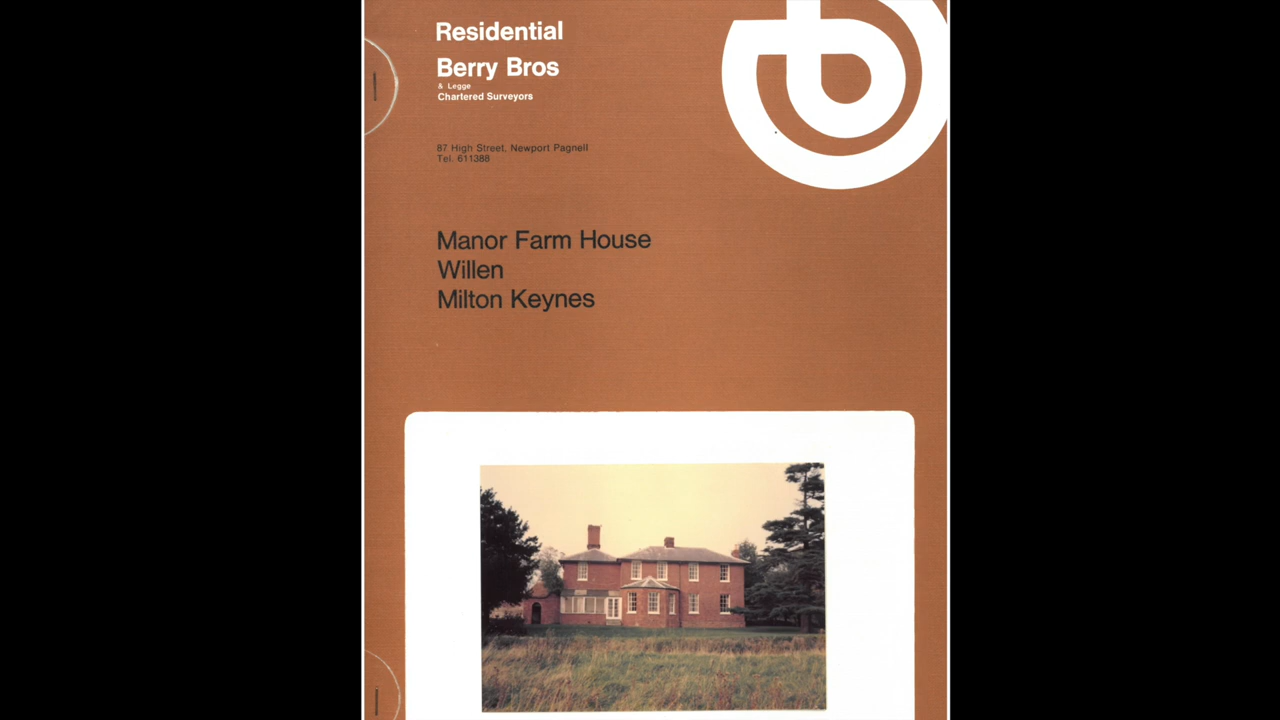 Residential
Berry Bros
& Legge
Chartered Surveyors
87 High Street, Newport Pagnell
Tel. 611388
Manor Farm House
Willen
Milton Keynes